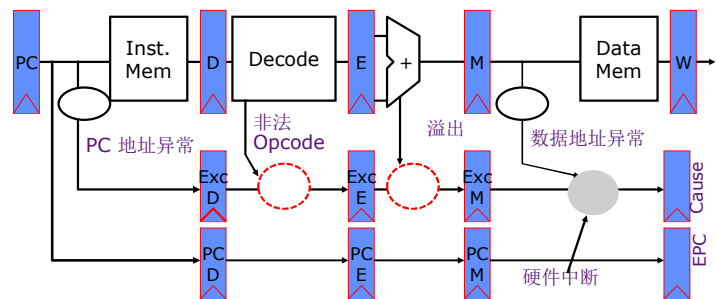 PC
Inst.
Mem
D
Decode
E
+
M
Data
Mem
W
PC 地址异常
非法
Opcode
溢出
数据地址异常
Exc
D
Exc
E
Exc
M
Cause
PC
D
PC
E
PC
M
硬件中断
EPC